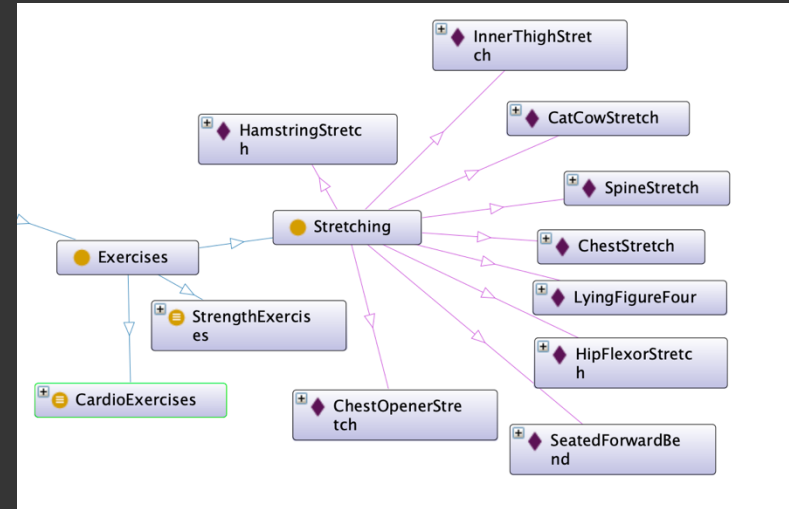 InnerThighStret
ch
CatCowStretch
HamstringStretc
h
SpineStretch
Stretching
ChestStretch
Exercises
LyingFigureFour
StrengthExercis
es
HipFlexorStretc
h
CardioExercises
ChestOpenerStre
tch
SeatedForwardBe
nd